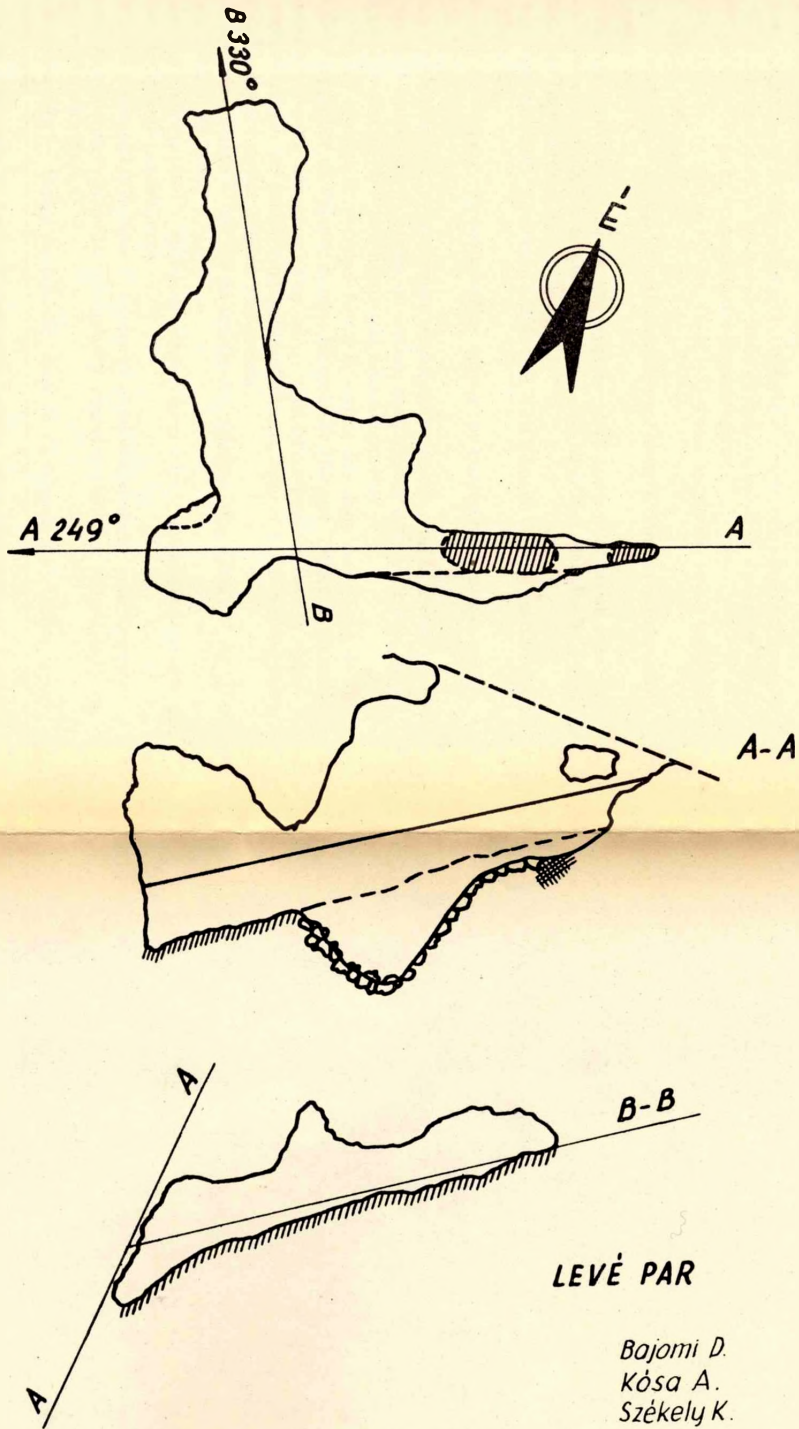 B 330°
É
A 249°
A
B
A-A
A
B-B
A
LEVÉ PAR
Bajomi D.
Kósa A.
Székely K.